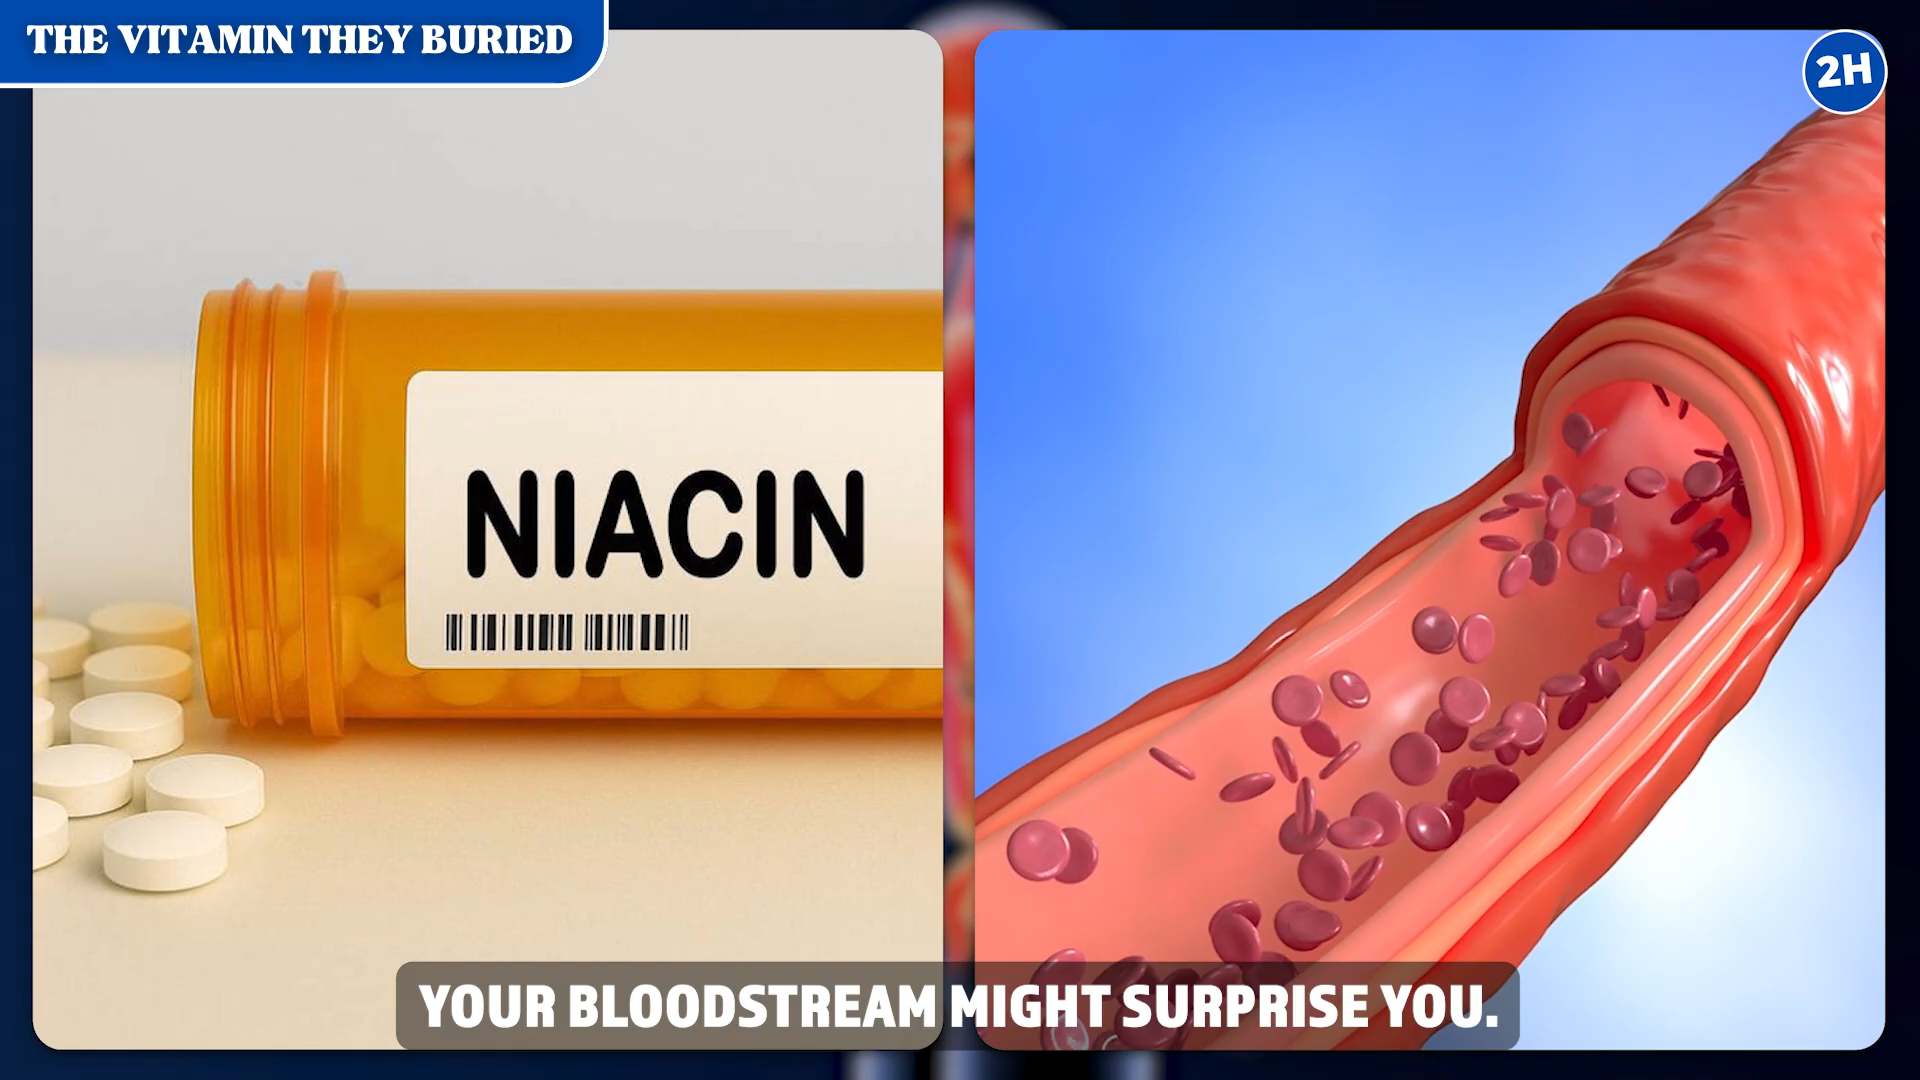 THE VITAMIN THEY BURIED
2H
NIACIN
YOUR BLOODSTREAM MIGHT SURPRISE YOU.